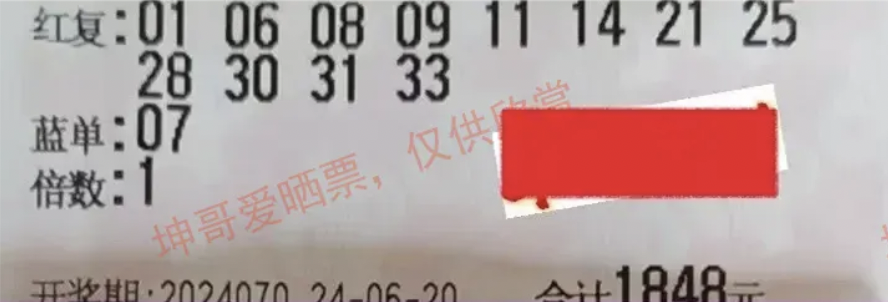 红复:01 06 08 09 11 14 21 25
28 30 31 33
蓝单:07
倍数:1
坤哥爱晒票，仅供欣赏
开奖期:2024070 24-06-20 合计1848元